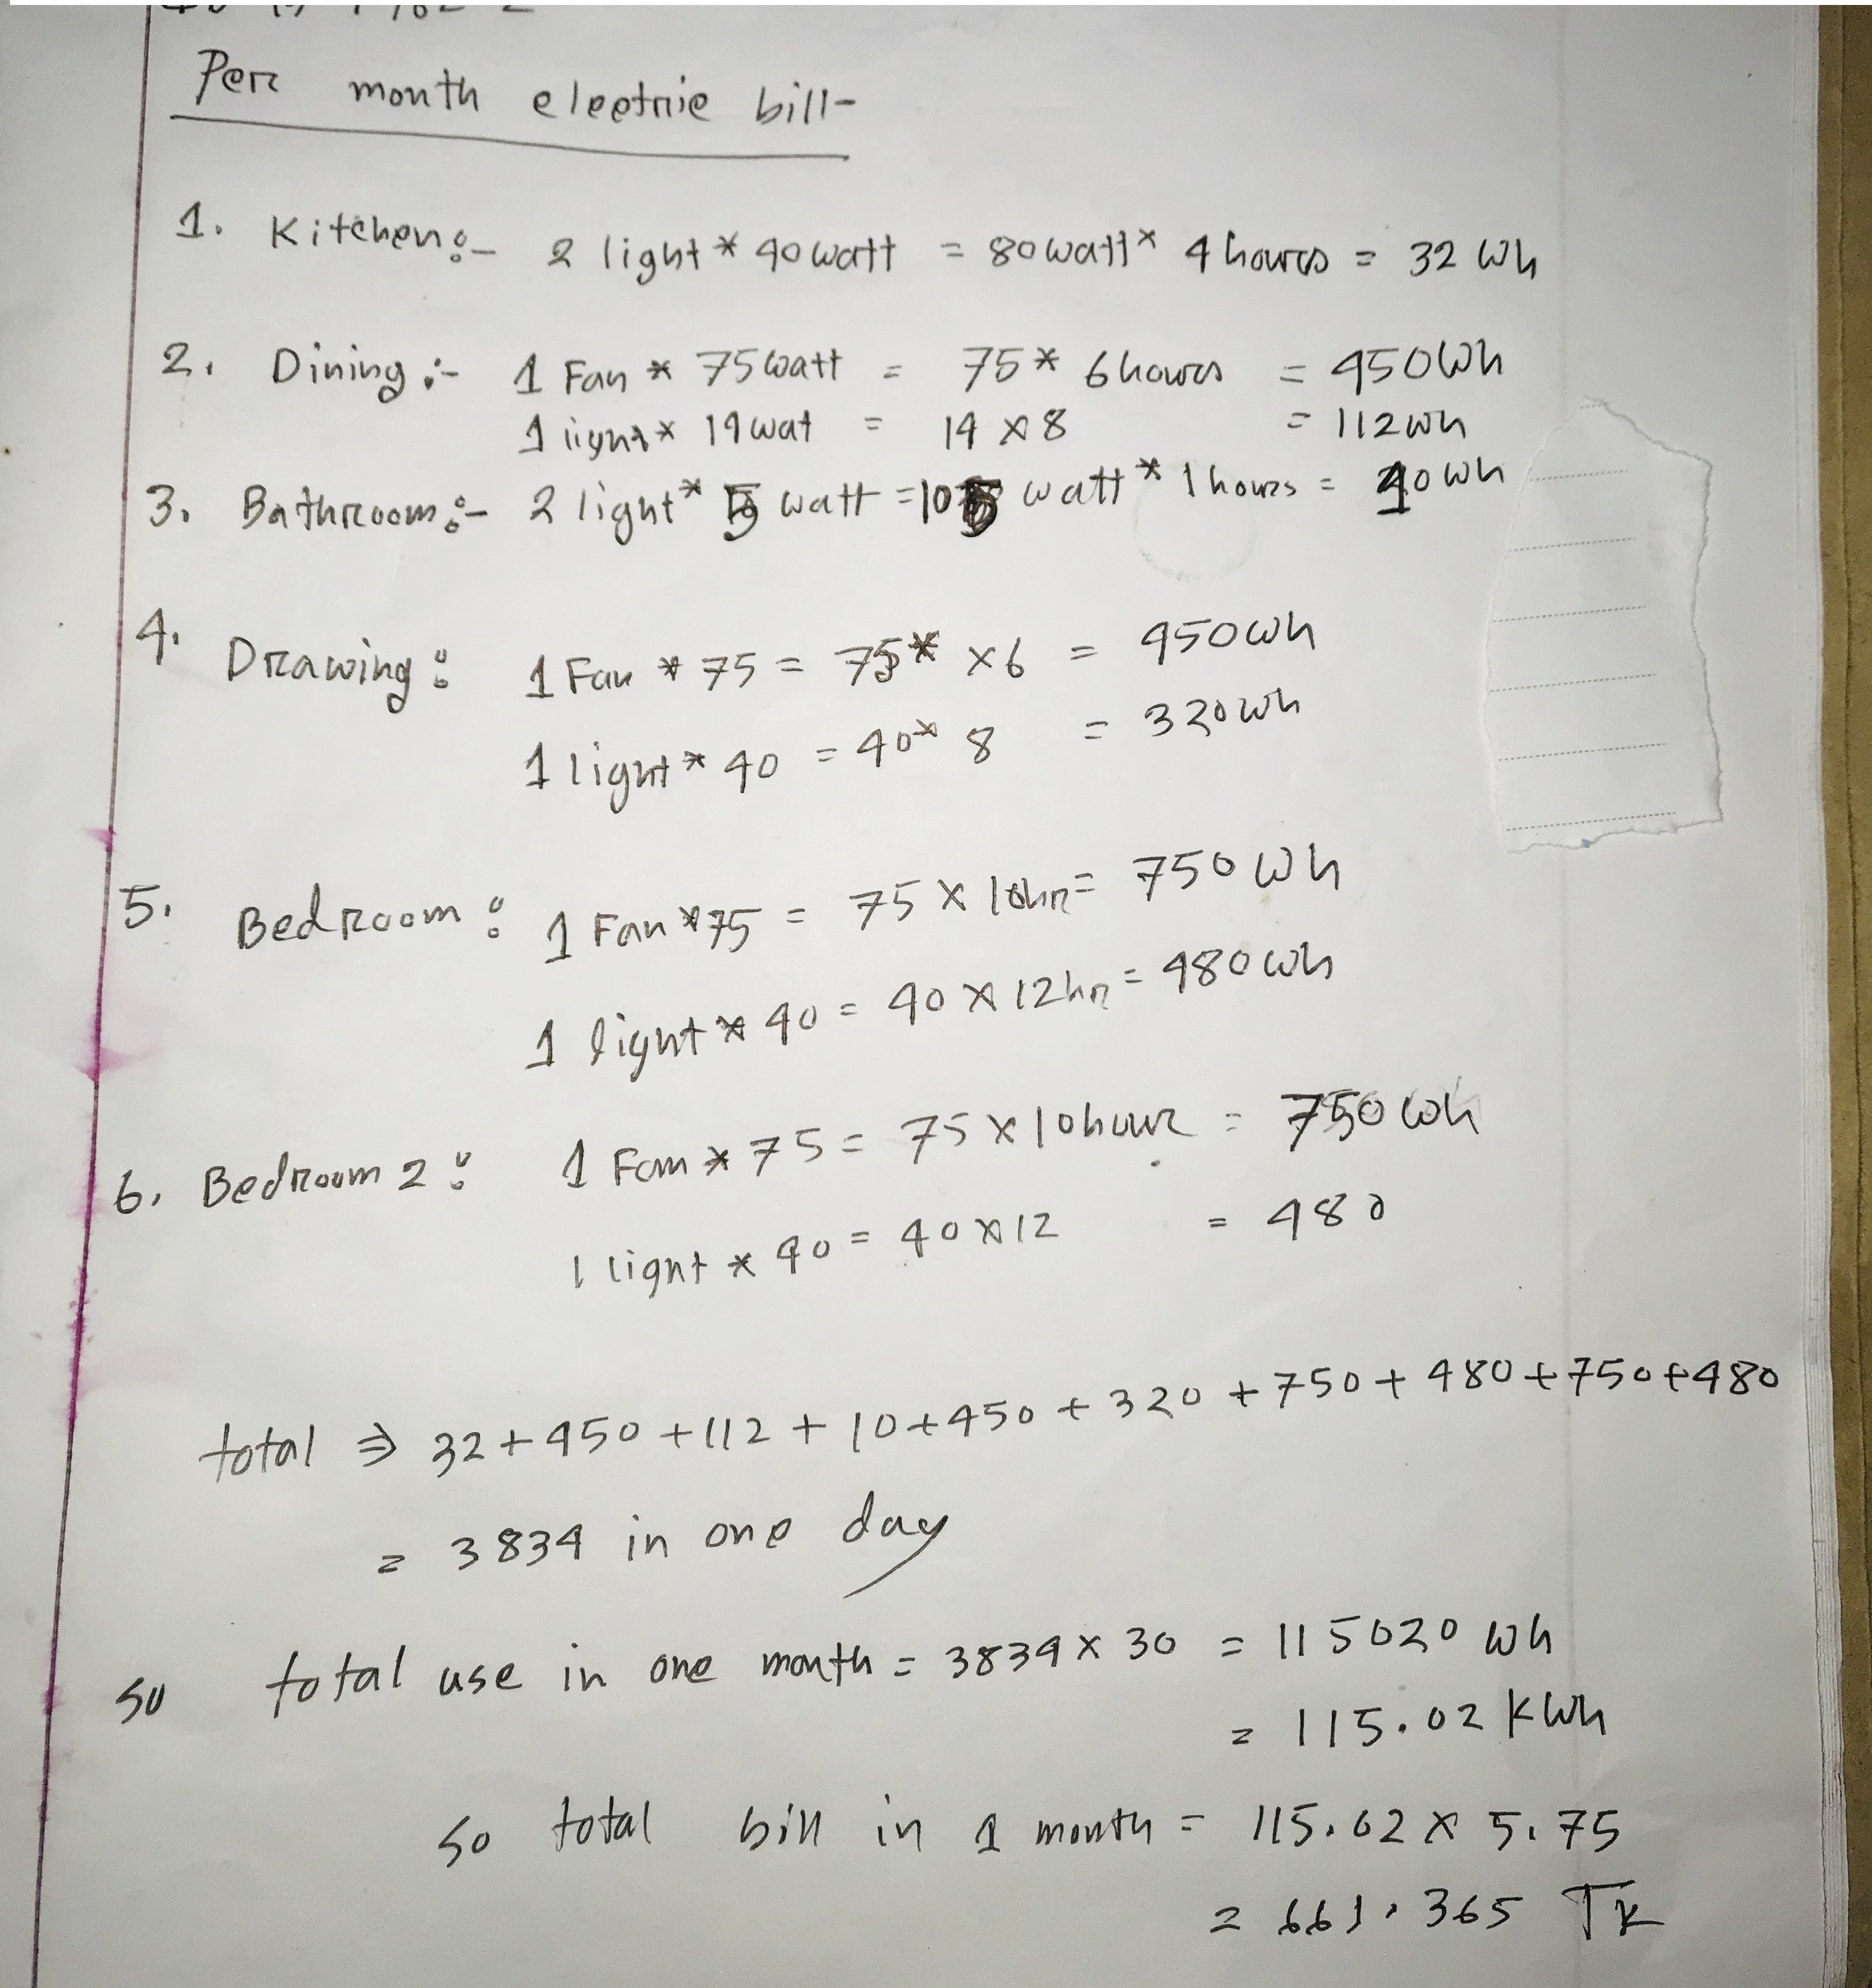 Per month electric bill-
1. Kitchen:- 2 light * 40 watt = 80 watt * 4 hours = 32 Wh
2. Dining :- 1 Fan * 75 watt = 75 * 6 hours = 450 Wh
1 light * 14 wat = 14 x 8 = 112 wh
3. Bathroom:- 2 light * 5 watt = 10 watt * 1 hours = 10 wh
4. Drawing : 1 Fan * 75 = 75* x 6 = 450 wh
1 light * 40 = 40 * 8 = 320 wh
5. Bedroom : 1 Fan * 75 = 75 x 10hr = 750 Wh
1 light * 40 = 40 x 12hr = 480 wh
6. Bedroom 2 : 1 Fan * 75 = 75 x 10 hour = 750 wh
1 light * 40 = 40 x 12 = 480
total ⇒ 32 + 450 + 112 + 10 + 450 + 320 + 750 + 480 + 750 + 480
= 3834 in one day
so total use in one month = 3834 x 30 = 115020 wh
= 115.02 kWh
so total bill in 1 month = 115.02 x 5.75
= 661.365 Tk